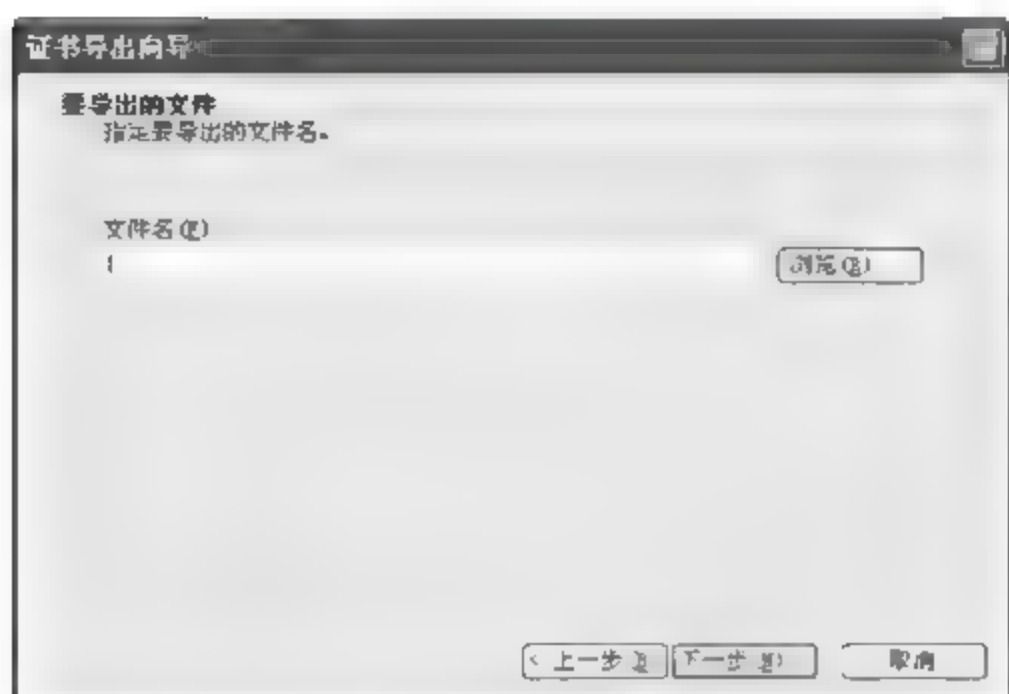 证书导出向导
要导出的文件
指定要导出的文件名。
文件名(F)
浏览(R)
< 上一步(B)
下一步(N)
取消